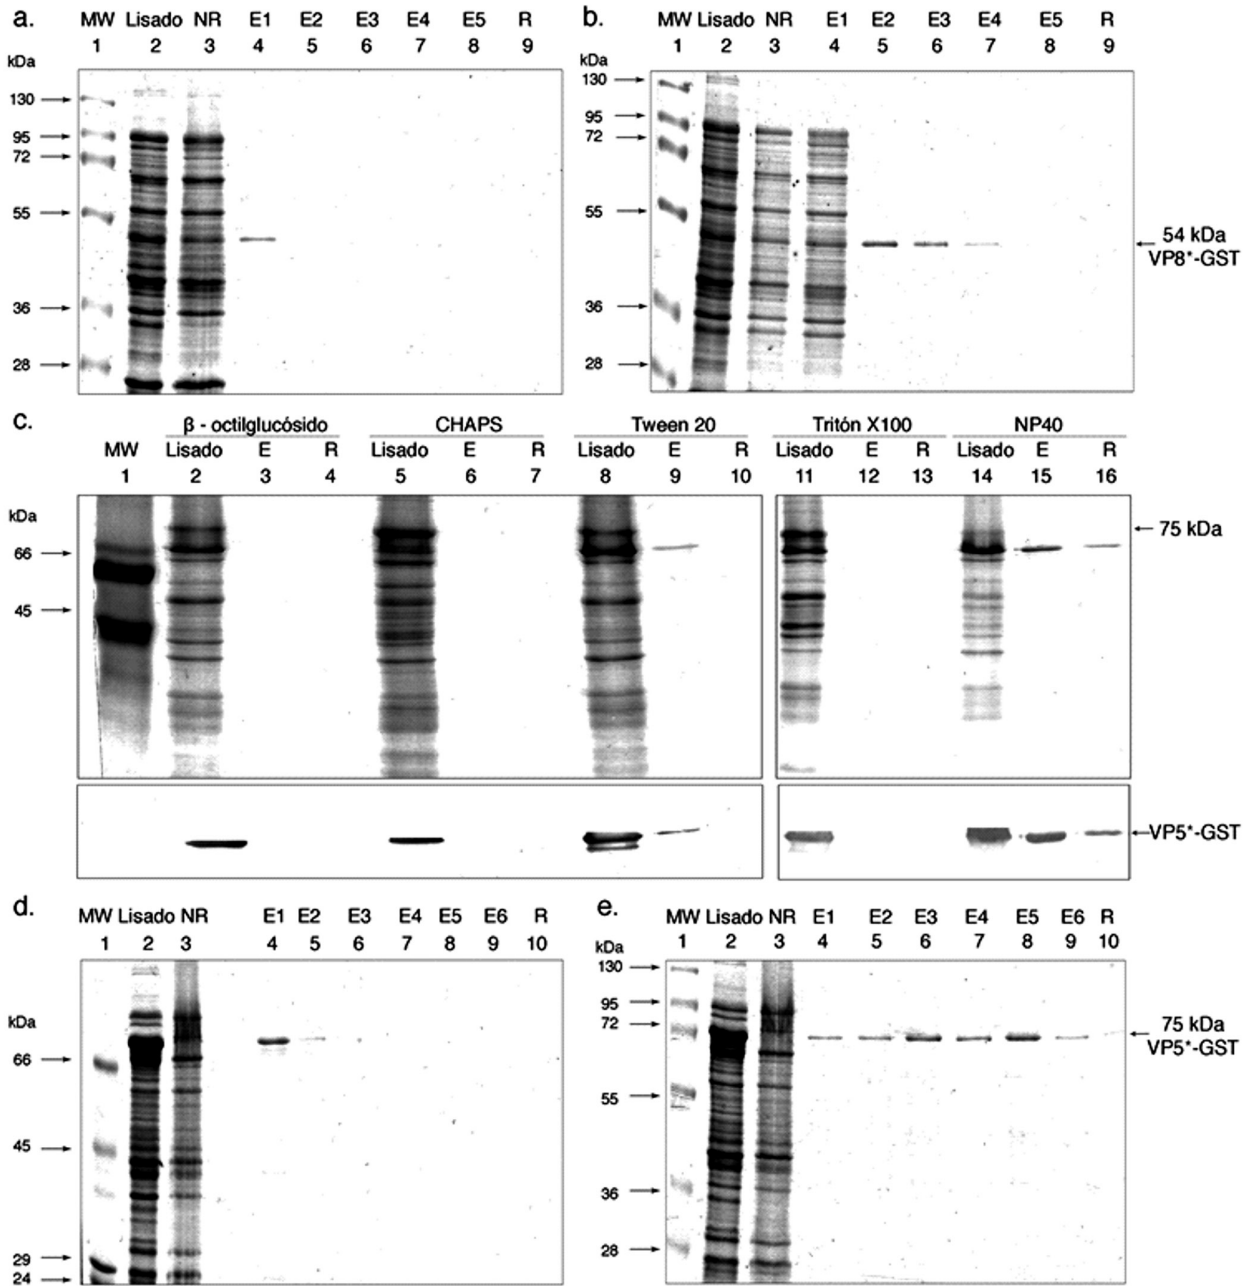 a.
MW Lisado NR E1 E2 E3 E4 E5 R
1 2 3 4 5 6 7 8 9
kDa
130
95
72
55
36
28
b.
MW Lisado NR E1 E2 E3 E4 E5 R
1 2 3 4 5 6 7 8 9
kDa
130
95
72
55
36
28
54 kDa
VP8*-GST
c.
β - octilglucósido CHAPS Tween 20 Tritón X100 NP40
MW Lisado E R Lisado E R Lisado E R Lisado E R Lisado E R
1 2 3 4 5 6 7 8 9 10 11 12 13 14 15 16
kDa
66
45
75 kDa
VP5*-GST
d.
MW Lisado NR E1 E2 E3 E4 E5 E6 R
1 2 3 4 5 6 7 8 9 10
kDa
66
45
29
24
e.
MW Lisado NR E1 E2 E3 E4 E5 E6 R
1 2 3 4 5 6 7 8 9 10
kDa
130
95
72
55
36
28
75 kDa
VP5*-GST